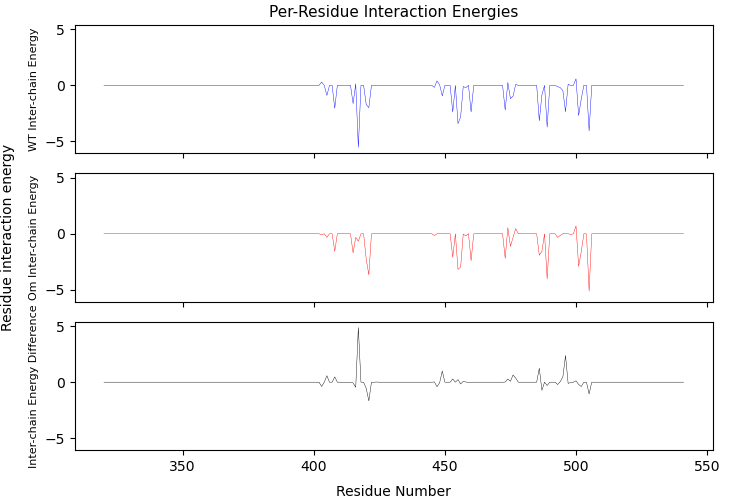 Per-Residue Interaction Energies
Residue interaction energy
WT Inter-chain Energy
5
0
−5
Om Inter-chain Energy
5
0
−5
Inter-chain Energy Difference
5
0
−5
350
400
450
500
550
Residue Number